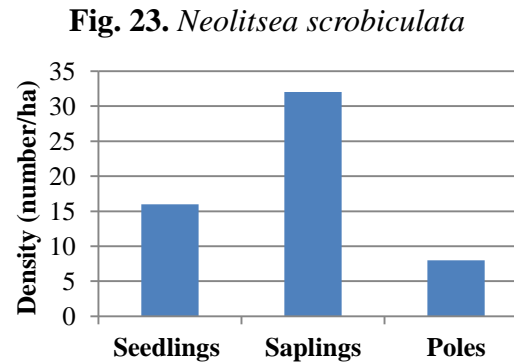 Fig. 23. Neolitsea scrobiculata
Density (number/ha)
35
30
25
20
15
10
5
0
Seedlings Saplings Poles